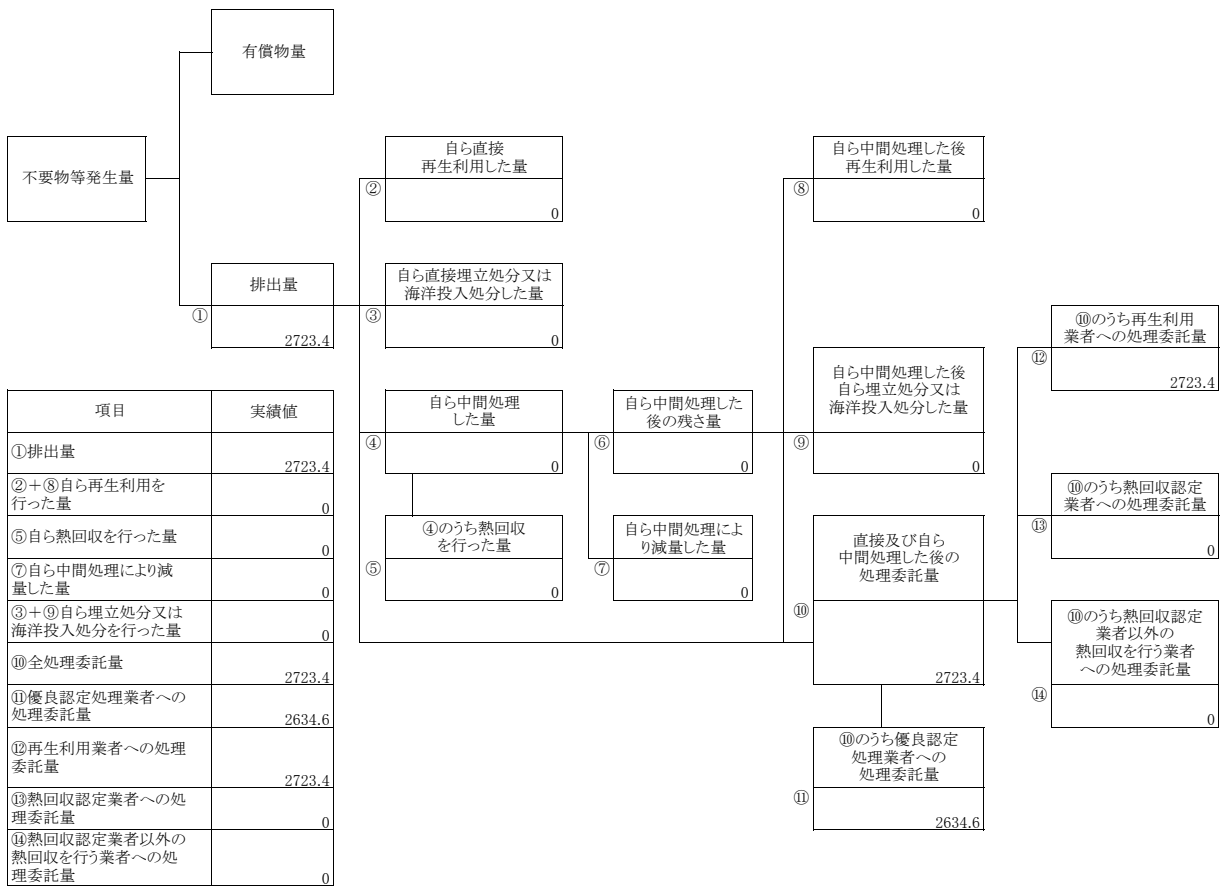 有償物量
不要物等発生量
自ら直接
再生利用した量
②
0
自ら中間処理した後
再生利用した量
⑧
0
排出量
①
2723.4
自ら直接埋立処分又は
海洋投入処分した量
③
0
⑩のうち再生利用
業者への処理委託量
⑫
2723.4
自ら中間処理
した量
④
0
自ら中間処理した
後の残さ量
⑥
0
自ら中間処理した後
自ら埋立処分又は
海洋投入処分した量
⑨
0
⑩のうち熱回収認定
業者への処理委託量
⑬
0
④のうち熱回収
を行った量
⑤
0
自ら中間処理によ
り減量した量
⑦
0
直接及び自ら
中間処理した後の
処理委託量
⑩
2723.4
⑩のうち熱回収認定
業者以外の
熱回収を行う業者
への処理委託量
⑭
0
⑩のうち優良認定
処理業者への
処理委託量
⑪
2634.6
項目 実績値
①排出量
2723.4
②+⑧自ら再生利用を
行った量
0
⑤自ら熱回収を行った量
0
⑦自ら中間処理により減
量した量
0
③+⑨自ら埋立処分又は
海洋投入処分を行った量
0
⑩全処理委託量
2723.4
⑪優良認定処理業者への
処理委託量
2634.6
⑫再生利用業者への処理
委託量
2723.4
⑬熱回収認定業者への処
理委託量
0
⑭熱回収認定業者以外の
熱回収を行う業者への処
理委託量
0